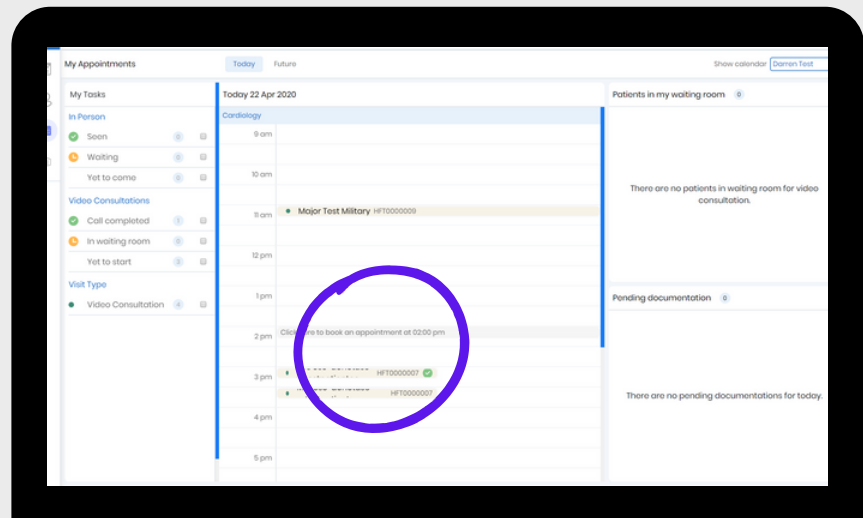 My Appointments
Today
Future
Show calendar
Darren Test
My Tasks
In Person
Seen 0
Waiting 0
Yet to come 0
Video Consultations
Call completed 1
In waiting room 0
Yet to start 3
Visit Type
Video Consultation 4
Today 22 Apr 2020
Cardiology
9 am
10 am
11 am
Major Test Military HFT0000009
12 pm
1 pm
to book an appointment at 02:00 pm
2 pm
HFT0000007
3 pm
HFT0000007
4 pm
5 pm
Patients in my waiting room 0
There are no patients in waiting room for video
consultation.
Pending documentation 0
There are no pending documentations for today.